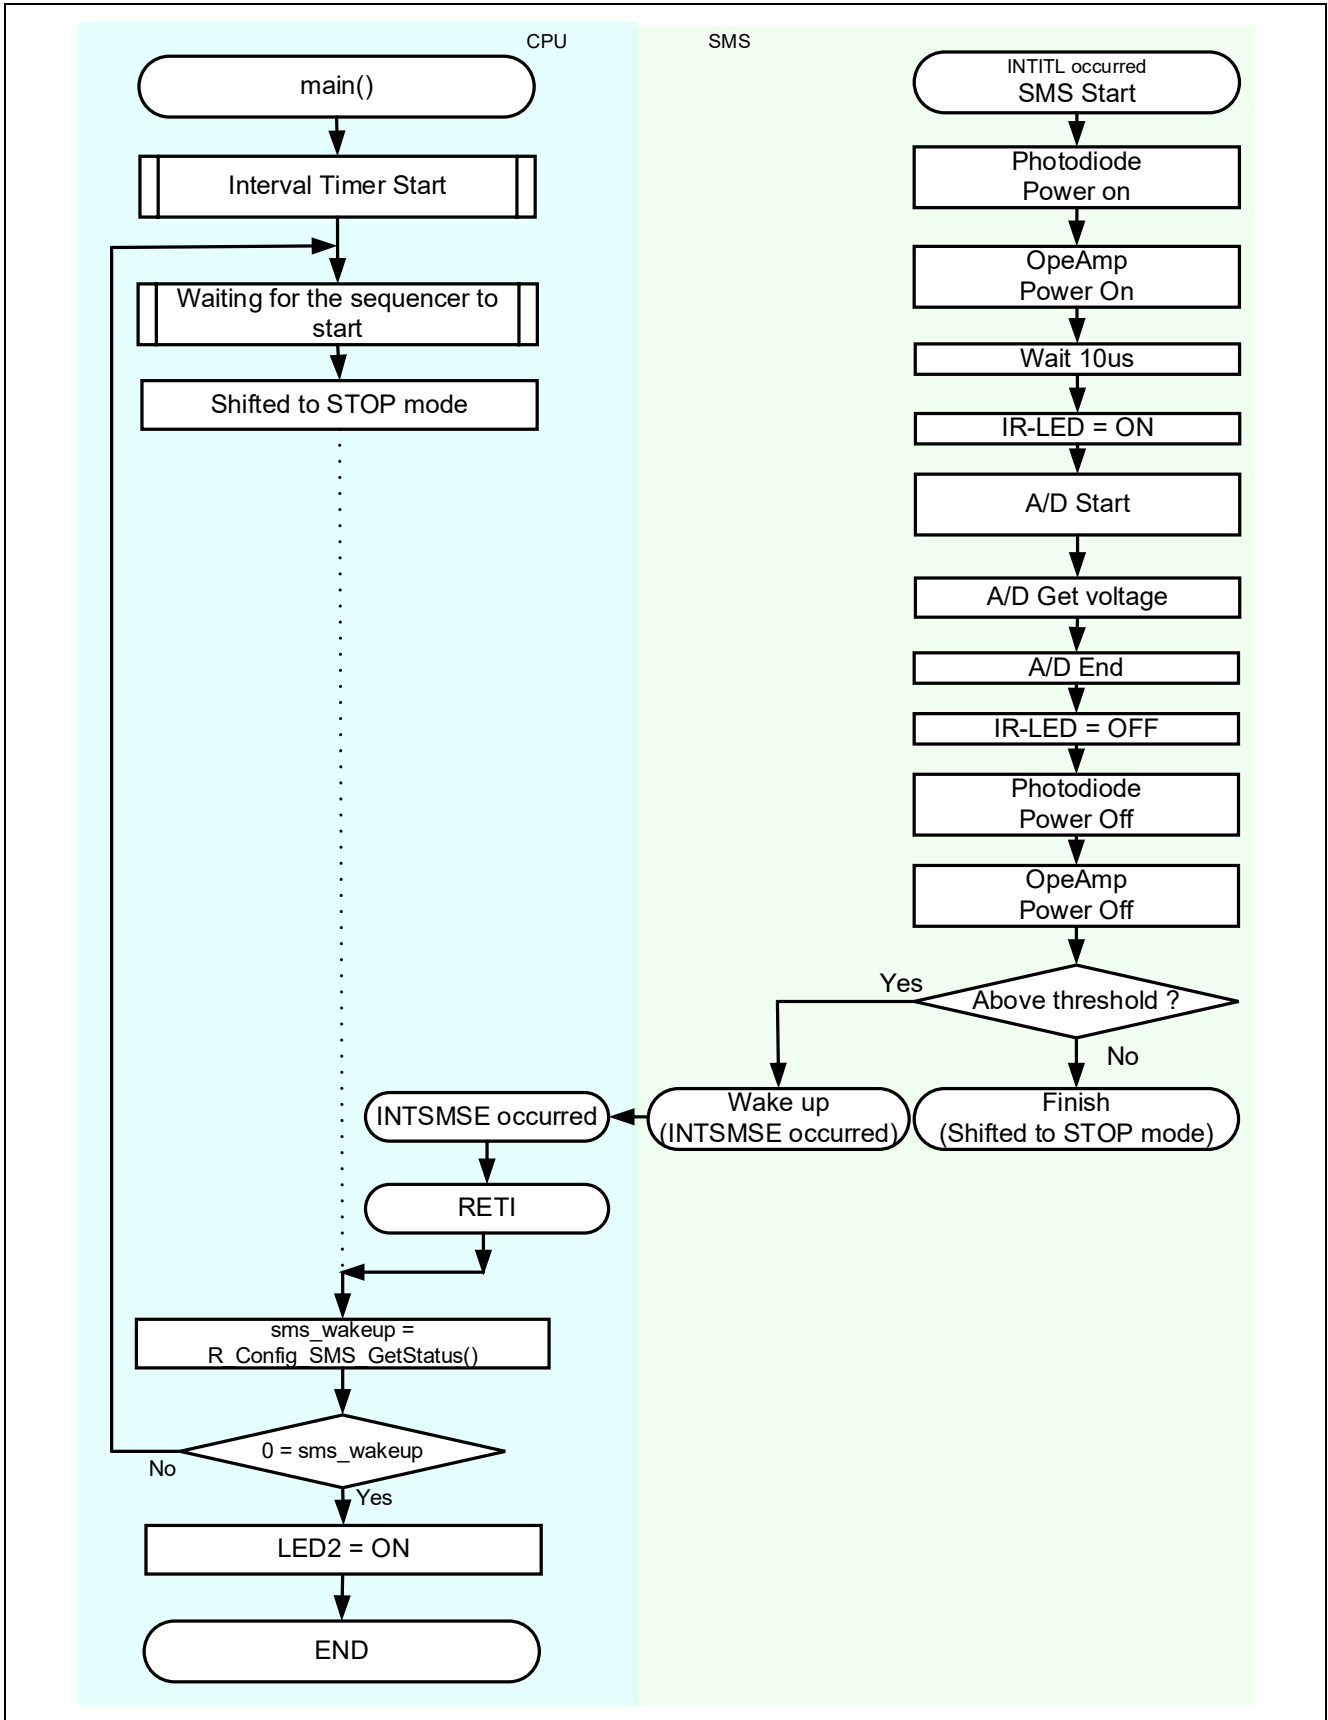 CPU
SMS
main()
Interval Timer Start
Waiting for the sequencer to
start
Shifted to STOP mode
INTITL occurred
SMS Start
Photodiode
Power on
OpeAmp
Power On
Wait 10us
IR-LED = ON
A/D Start
A/D Get voltage
A/D End
IR-LED = OFF
Photodiode
Power Off
OpeAmp
Power Off
Above threshold ?
Yes
No
Wake up
(INTSMSE occurred)
Finish
(Shifted to STOP mode)
INTSMSE occurred
RETI
sms_wakeup =
R_Config_SMS_GetStatus()
0 = sms_wakeup
No
Yes
LED2 = ON
END